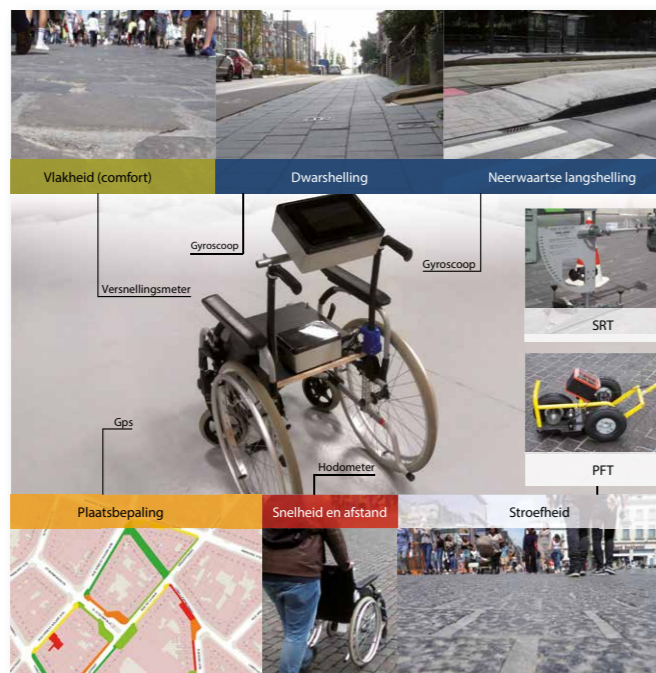 Vlakheid (comfort)
Dwarshelling
Neerwaartse langshelling
Gyroscoop
Gyroscoop
Versnellingsmeter
SRT
Gps
Hodometer
PFT
Plaatsbepaling
Snelheid en afstand
Stroefheid